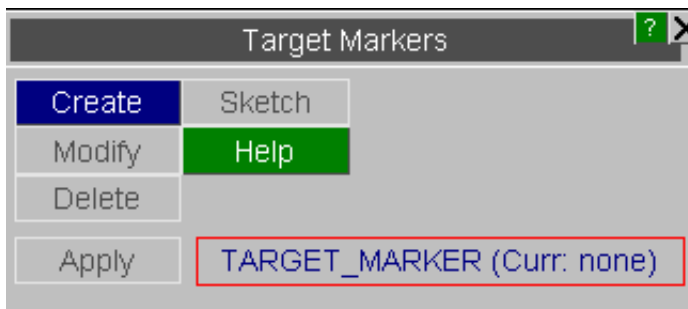 Target Markers ?
Create Sketch
Modify Help
Delete
Apply TARGET_MARKER (Curr: none)